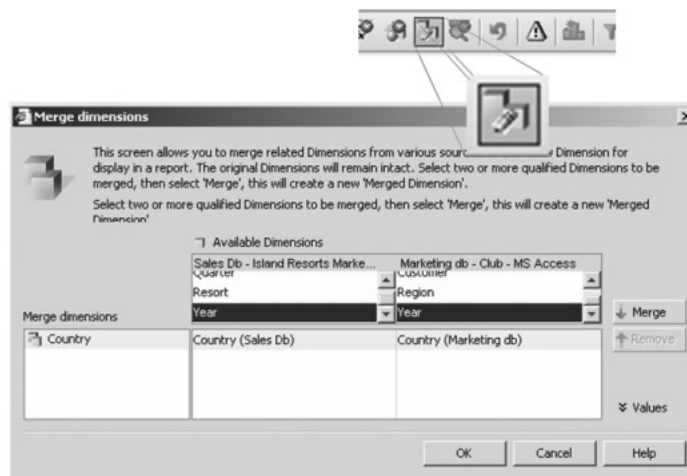 Merge dimensions
This screen allows you to merge related Dimensions from various sour Dimension for
display in a report. The original Dimensions will remain intact. Select two or more qualified Dimensions to be
merged, then select 'Merge', this will create a new 'Merged Dimension'.
Select two or more qualified Dimensions to be merged, then select 'Merge', this will create a new 'Merged
Dimension'
Available Dimensions
Sales Db - Island Resorts Marke... Marketing db - Club - MS Access
Quarter Customer
Resort Region
Year Year
Merge
Merge dimensions
Country Country (Sales Db) Country (Marketing db)
Remove
Values
OK Cancel Help